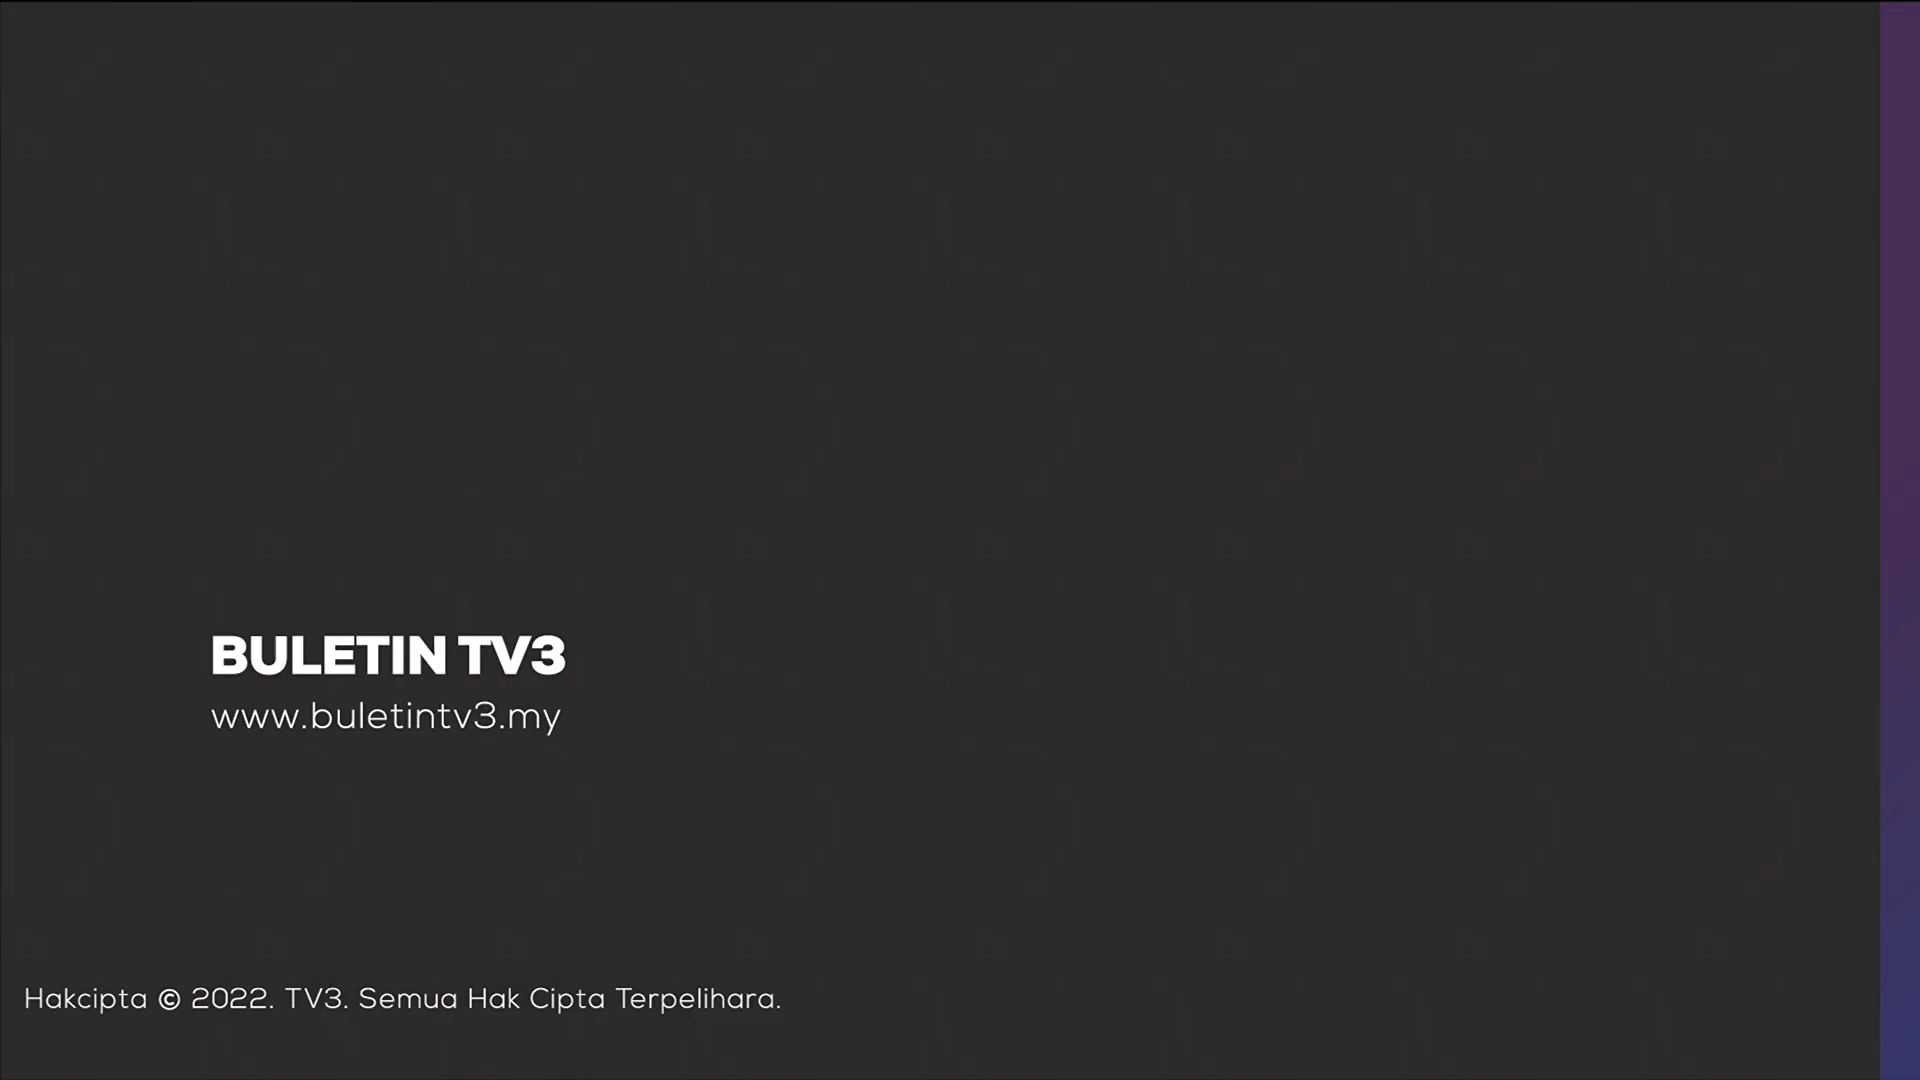 BULETIN TV3
www.buletintv3.my
Hakcipta © 2022. TV3. Semua Hak Cipta Terpelihara.